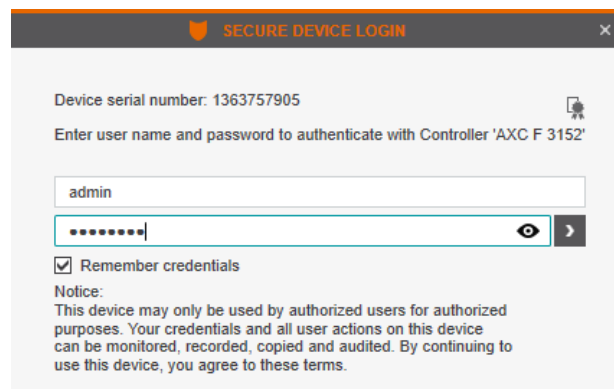 SECURE DEVICE LOGIN
Device serial number: 1363757905
Enter user name and password to authenticate with Controller 'AXC F 3152'
admin
••••••••
Remember credentials
Notice:
This device may only be used by authorized users for authorized
purposes. Your credentials and all user actions on this device
can be monitored, recorded, copied and audited. By continuing to
use this device, you agree to these terms.